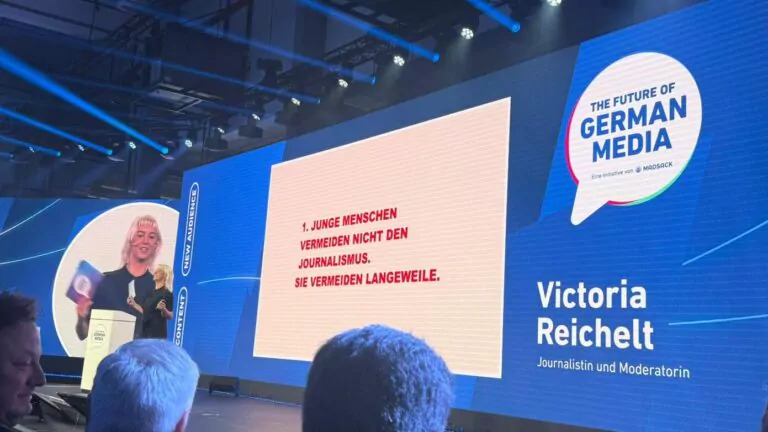 NEW AUDIENCE
CONTENT
1. JUNGE MENSCHEN
VERMEIDEN NICHT DEN
JOURNALISMUS.
SIE VERMEIDEN LANGEWEILE.
THE FUTURE OF
GERMAN
MEDIA
Eine Initiative von MADSACK
Victoria
Reichelt
Journalistin und Moderatorin